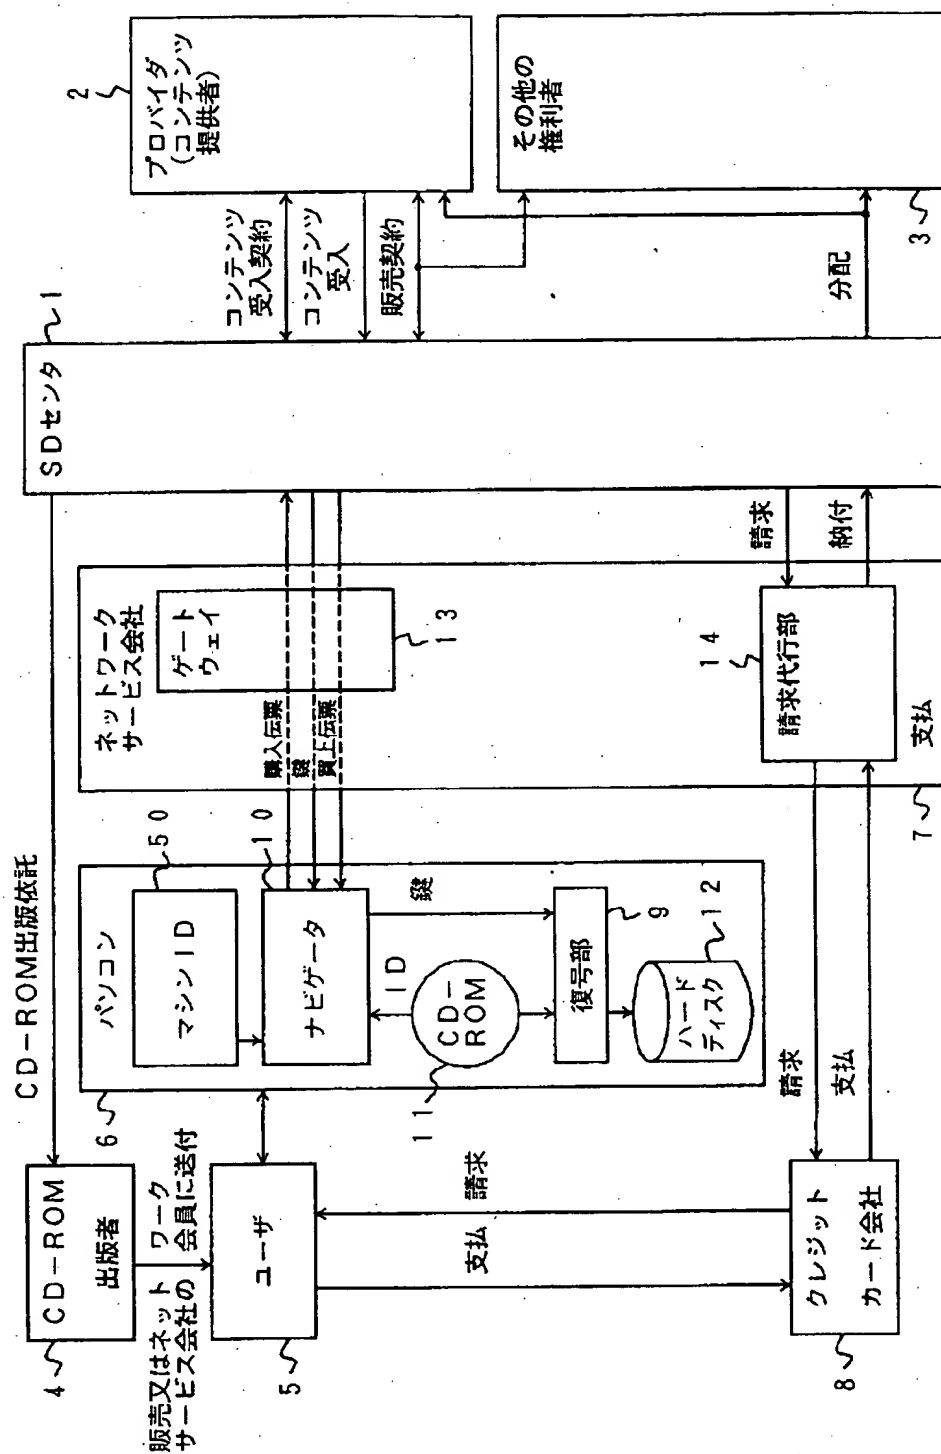 CD-ROM出版依託
4
CD-ROM
出版者
販売又はネットワーク
サービス会社の会員に送付
5
ユーザ
請求
支払
8
クレジット
カード会社
6
パソコン
マシンID
50
ナビゲータ
10
ID
鍵
CD-
ROM
11
復号部
9
ハード
ディスク
12
請求
支払
ネットワーク
サービス会社
ゲート
ウェイ
13
購入伝票
鍵
買上伝票
14
請求代行部
7
支払
請求
納付
SDセンタ
1
コンテンツ
受入契約
コンテンツ
受入
販売契約
分配
2
プロバイダ
(コンテンツ
提供者)
その他の
権利者
3